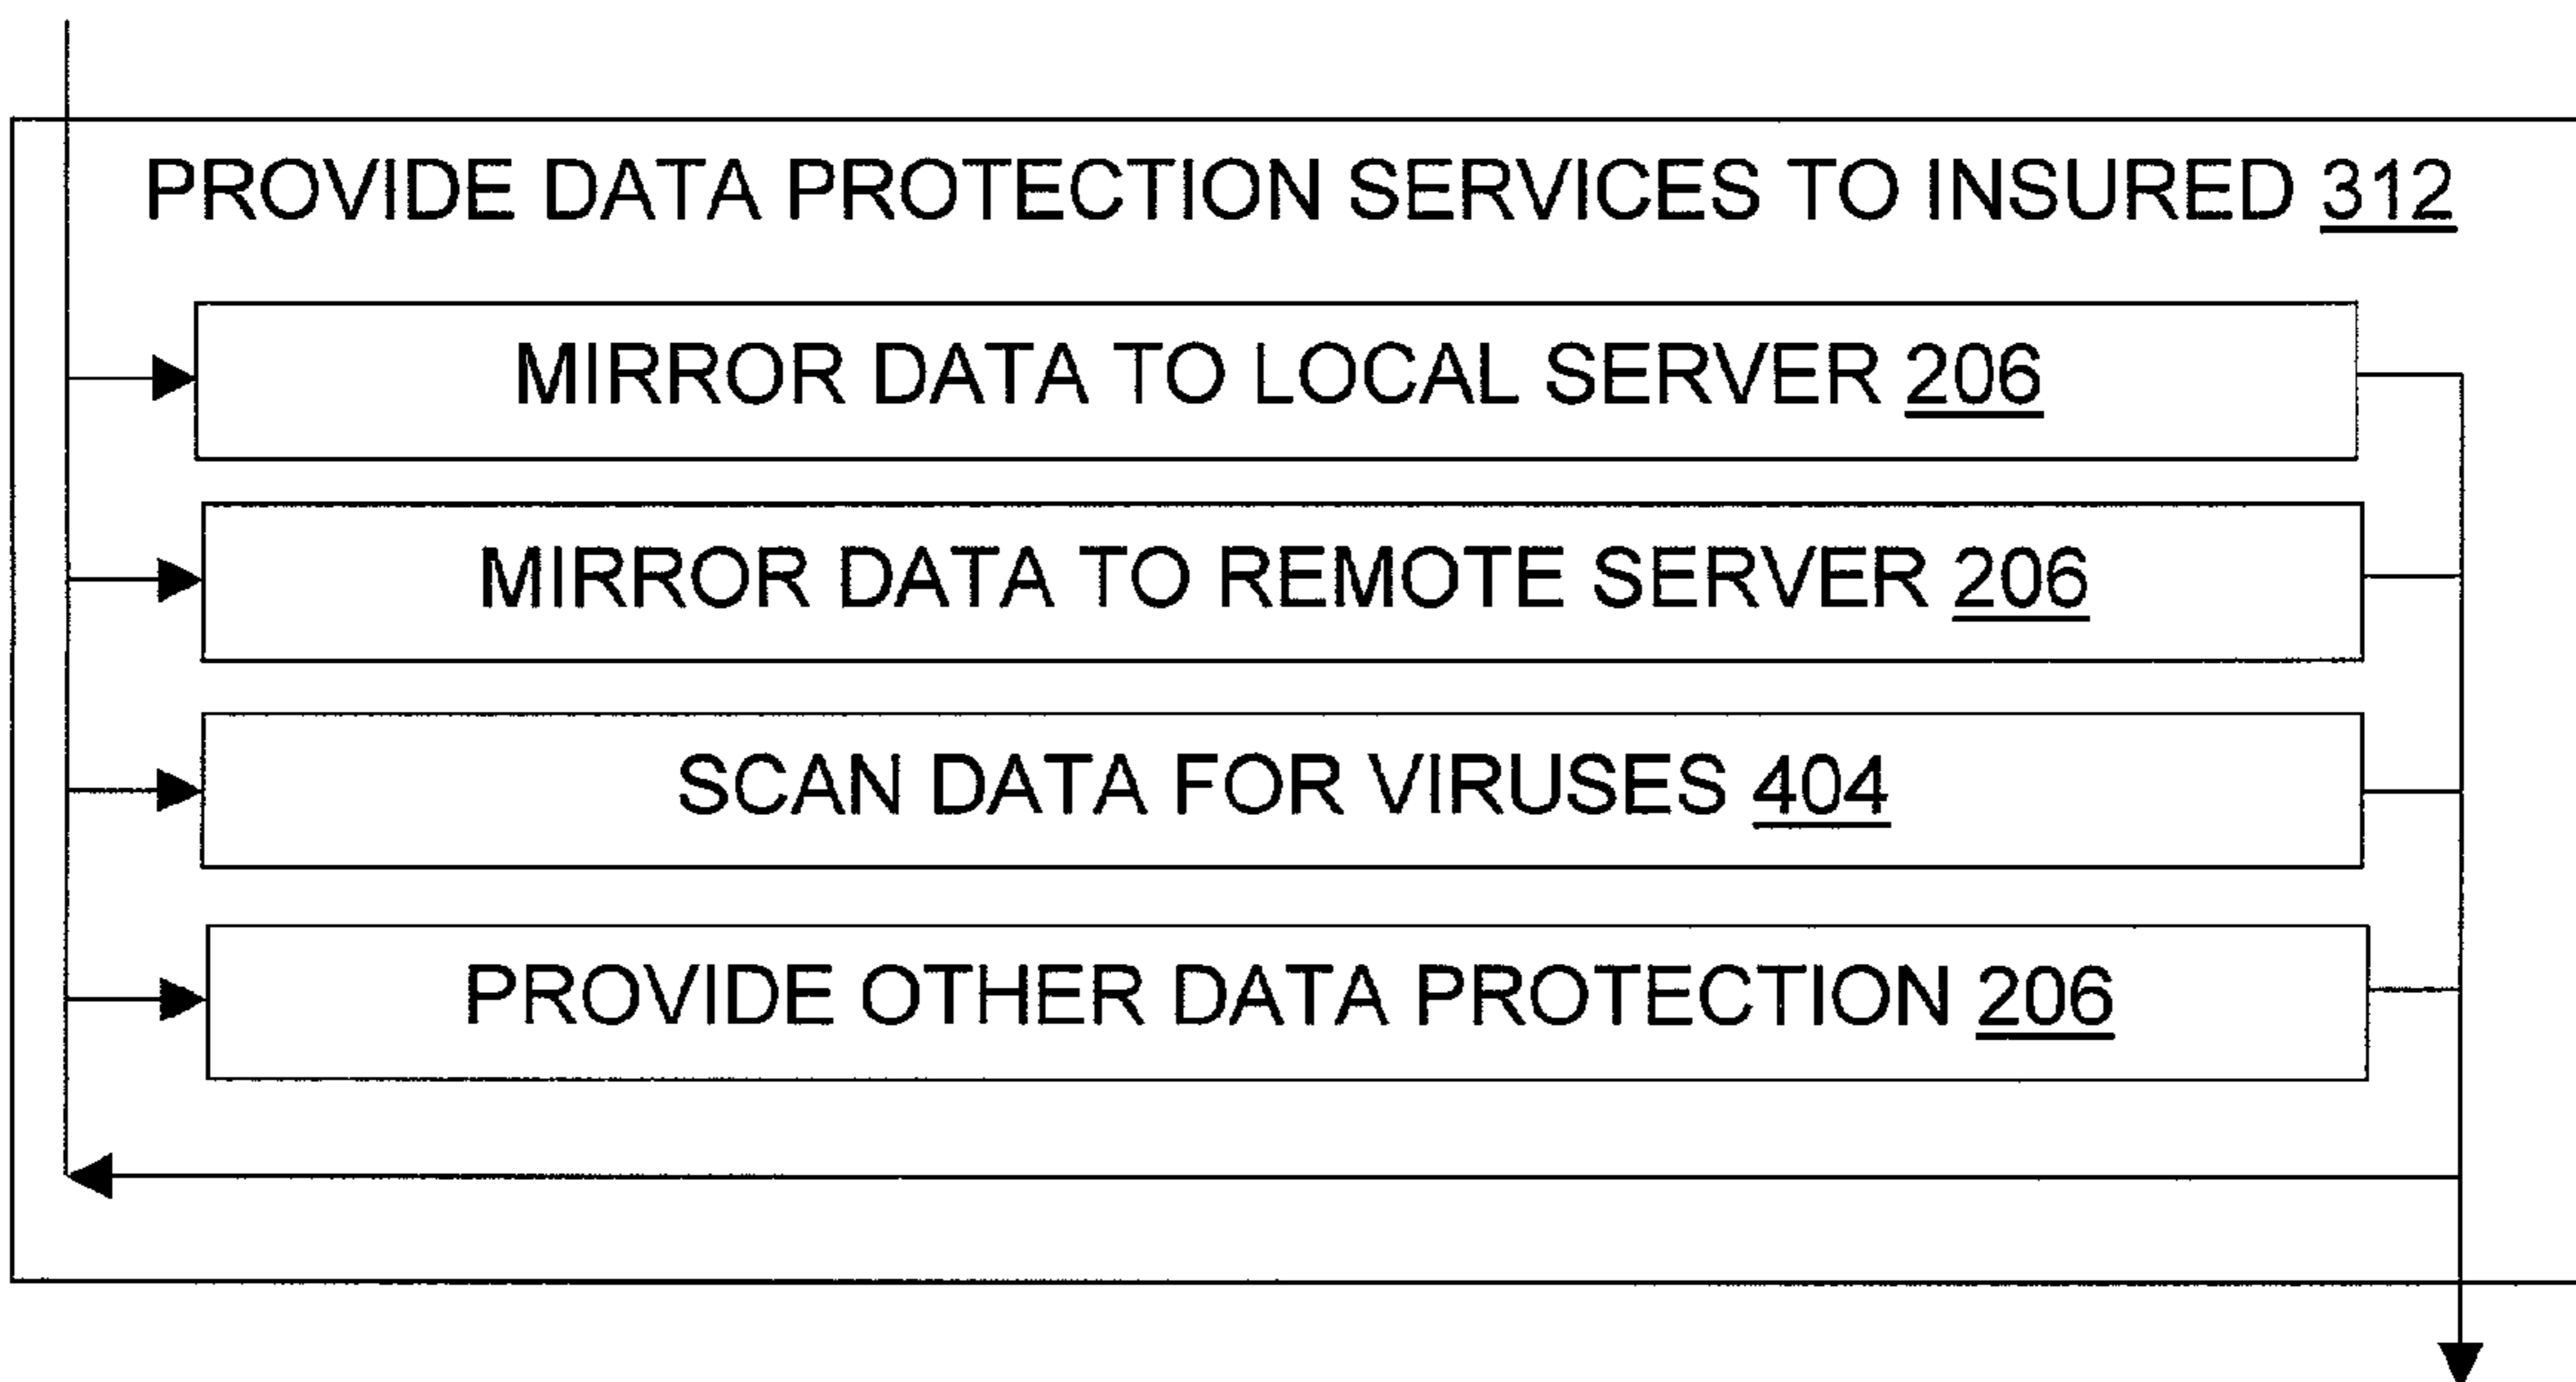 PROVIDE DATA PROTECTION SERVICES TO INSURED 312
MIRROR DATA TO LOCAL SERVER 206
MIRROR DATA TO REMOTE SERVER 206
SCAN DATA FOR VIRUSES 404
PROVIDE OTHER DATA PROTECTION 206